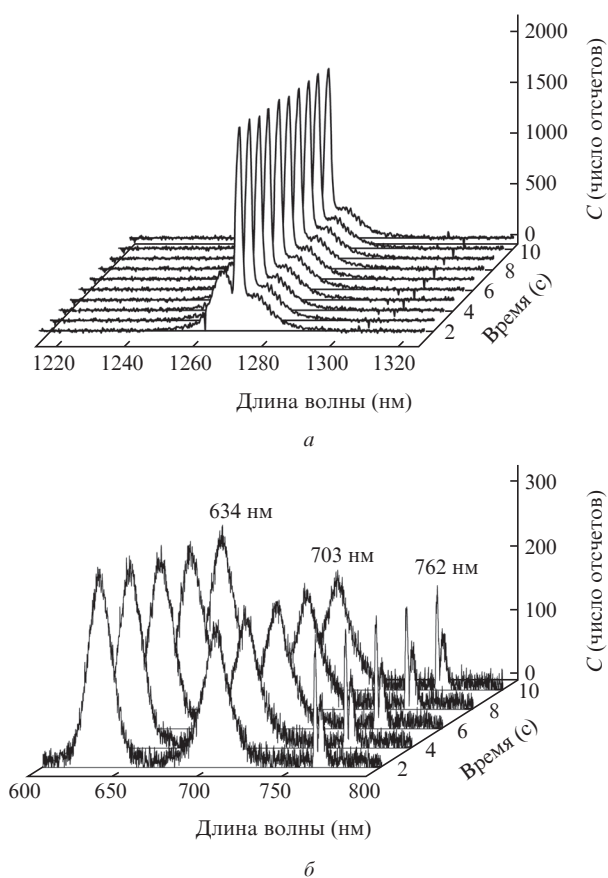 2000
1500
1000
500
0
C (число отсчетов)
10
8
6
4
2
Время (с)
1220 1240 1260 1280 1300 1320
Длина волны (нм)
а
300
200
100
0
C (число отсчетов)
634 нм
703 нм
762 нм
10
8
6
4
2
Время (с)
600 650 700 750 800
Длина волны (нм)
б